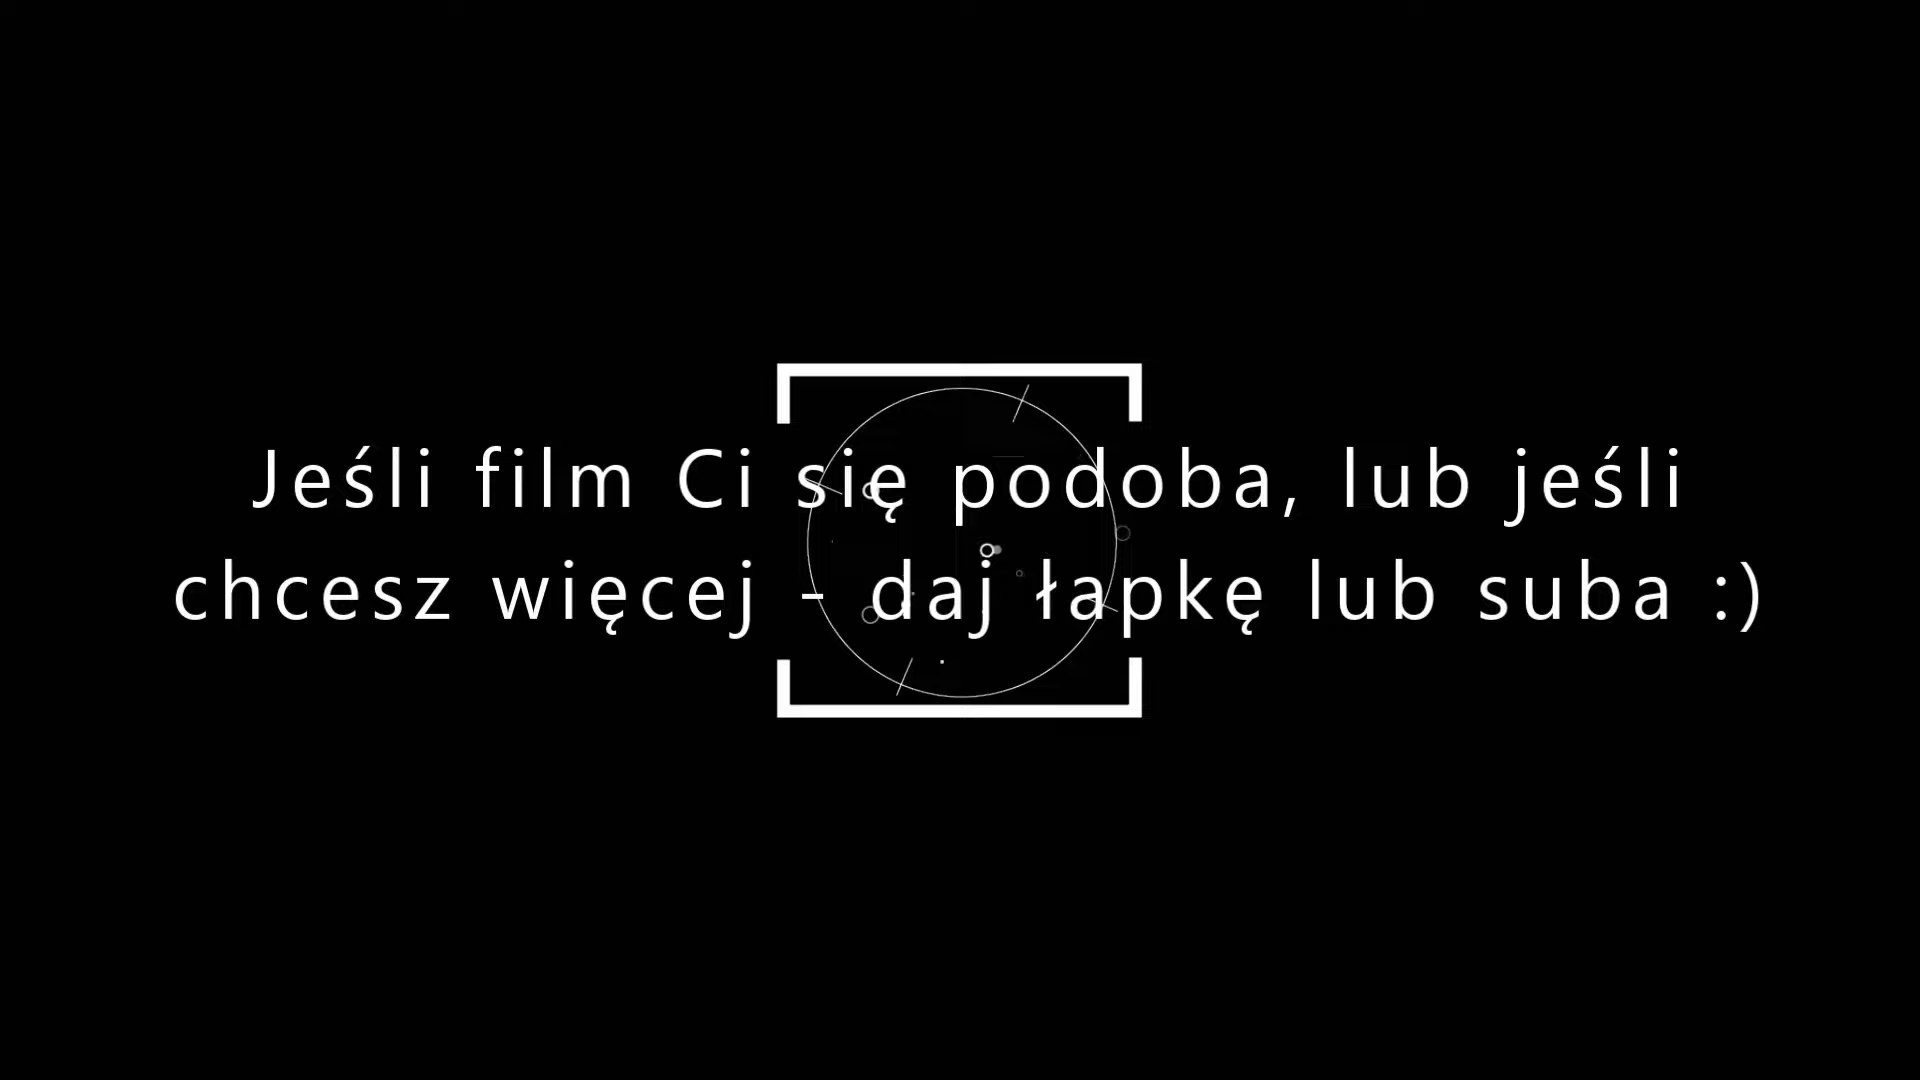 Jeśli film Ci się podoba, lub jeśli
chcesz więcej - daj łapkę lub suba :)